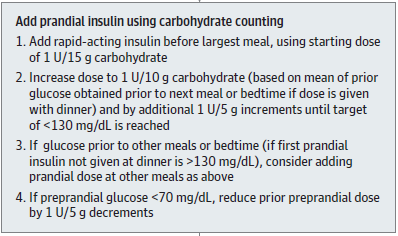 Add prandial insulin using carbohydrate counting
1. Add rapid-acting insulin before largest meal, using starting dose
of 1 U/15 g carbohydrate
2. Increase dose to 1 U/10 g carbohydrate (based on mean of prior
glucose obtained prior to next meal or bedtime if dose is given
with dinner) and by additional 1 U/5 g increments until target
of <130 mg/dL is reached
3. If glucose prior to other meals or bedtime (if first prandial
insulin not given at dinner is >130 mg/dL), consider adding
prandial dose at other meals as above
4. If preprandial glucose <70 mg/dL, reduce prior preprandial dose
by 1 U/5 g decrements